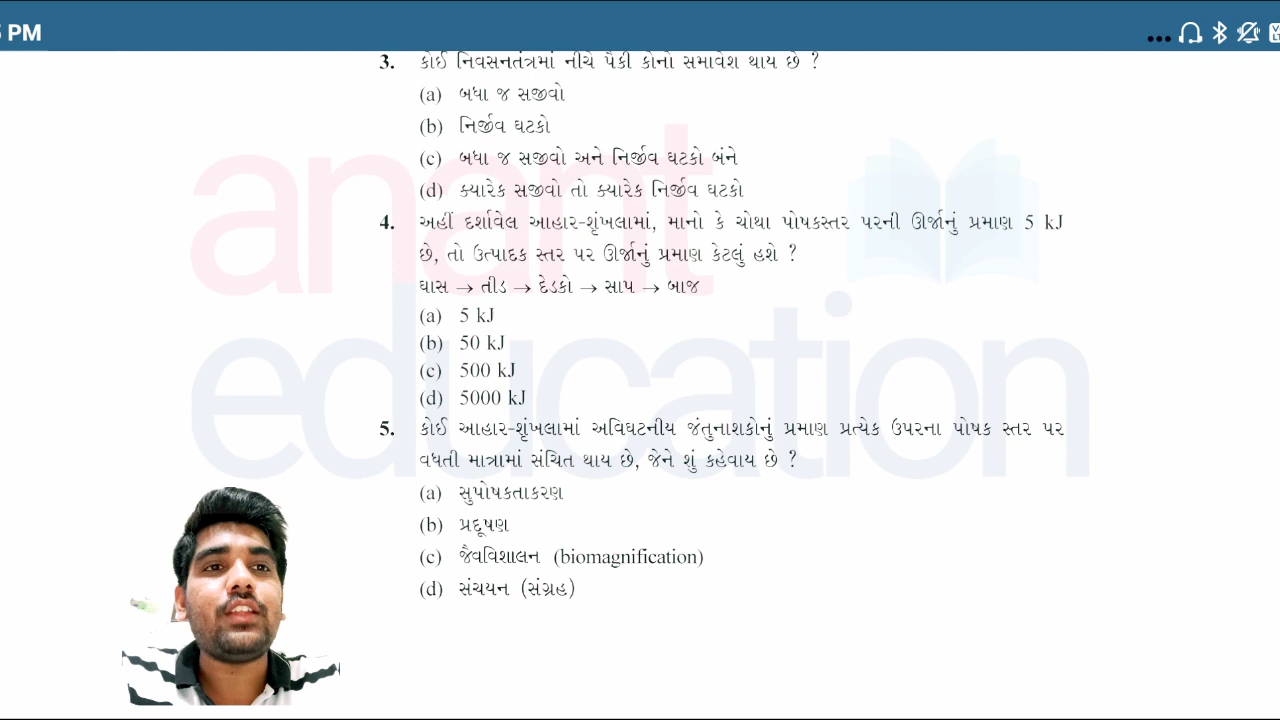 PM
3. કોઈ નિવસનતંત્રમાં નીચે પૈકી કોનો સમાવેશ થાય છે ?
(a) બધા જ સજીવો
(b) નિર્જીવ ઘટકો
(c) બધા જ સજીવો અને નિર્જીવ ઘટકો બંને
(d) ક્યારેક સજીવો તો ક્યારેક નિર્જીવ ઘટકો
4. અહીં દર્શાવેલ આહાર-શૃંખલામાં, માનો કે ચોથા પોષકસ્તર પરની ઊર્જાનું પ્રમાણ 5 kJ
છે, તો ઉત્પાદક સ્તર પર ઊર્જાનું પ્રમાણ કેટલું હશે ?
ઘાસ → તીડ → દેડકો → સાપ → બાજ
(a) 5 kJ
(b) 50 kJ
(c) 500 kJ
(d) 5000 kJ
5. કોઈ આહાર-શૃંખલામાં અવિઘટનીય જંતુનાશકોનું પ્રમાણ પ્રત્યેક ઉપરના પોષક સ્તર પર
વધતી માત્રામાં સંચિત થાય છે, જેને શું કહેવાય છે ?
(a) સુપોષકતાકરણ
(b) પ્રદૂષણ
(c) જૈવવિશાલન (biomagnification)
(d) સંચયન (સંગ્રહ)
anant
education